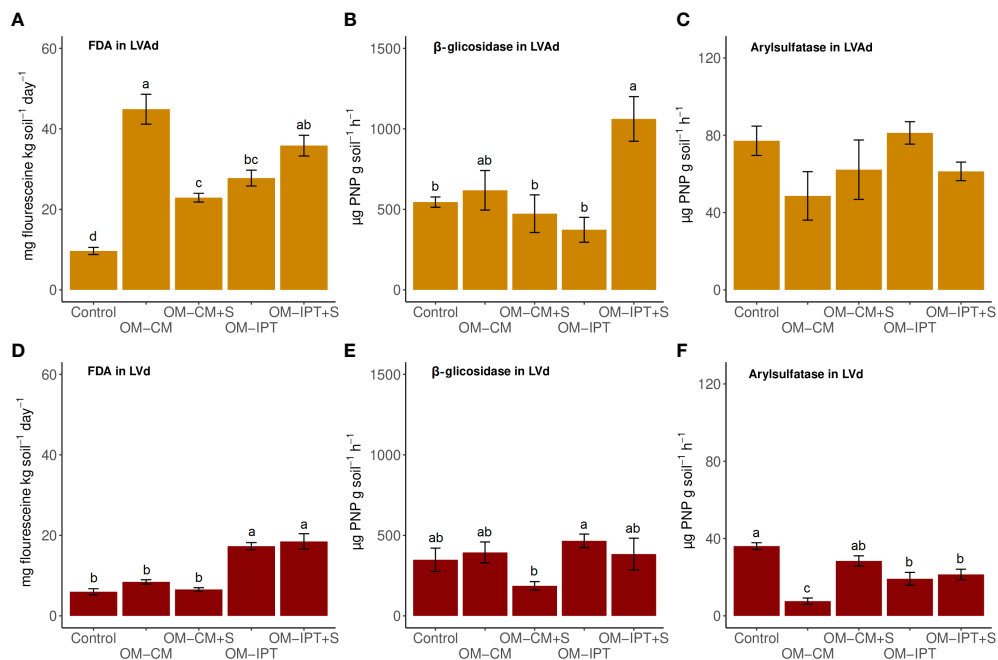 A
FDA in LVAd
mg flouresceine kg soil⁻¹ day⁻¹
60
40
20
0
d
a
c
bc
ab
Control
OM−CM
OM−CM+S
OM−IPT
OM−IPT+S
B
β-glicosidase in LVAd
µg PNP g soil⁻¹ h⁻¹
1500
1000
500
0
b
ab
b
b
a
Control
OM−CM
OM−CM+S
OM−IPT
OM−IPT+S
C
Arylsulfatase in LVAd
µg PNP g soil⁻¹ h⁻¹
120
80
40
0
Control
OM−CM
OM−CM+S
OM−IPT
OM−IPT+S
D
FDA in LVd
mg flouresceine kg soil⁻¹ day⁻¹
60
40
20
0
b
b
b
a
a
Control
OM−CM
OM−CM+S
OM−IPT
OM−IPT+S
E
β-glicosidase in LVd
µg PNP g soil⁻¹ h⁻¹
1500
1000
500
0
ab
ab
b
a
ab
Control
OM−CM
OM−CM+S
OM−IPT
OM−IPT+S
F
Arylsulfatase in LVd
µg PNP g soil⁻¹ h⁻¹
120
80
40
0
a
c
ab
b
b
Control
OM−CM
OM−CM+S
OM−IPT
OM−IPT+S